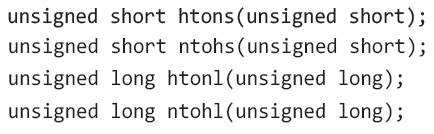 unsigned short htons(unsigned short);
unsigned short ntohs(unsigned short);
unsigned long htonl(unsigned long);
unsigned long ntohl(unsigned long);